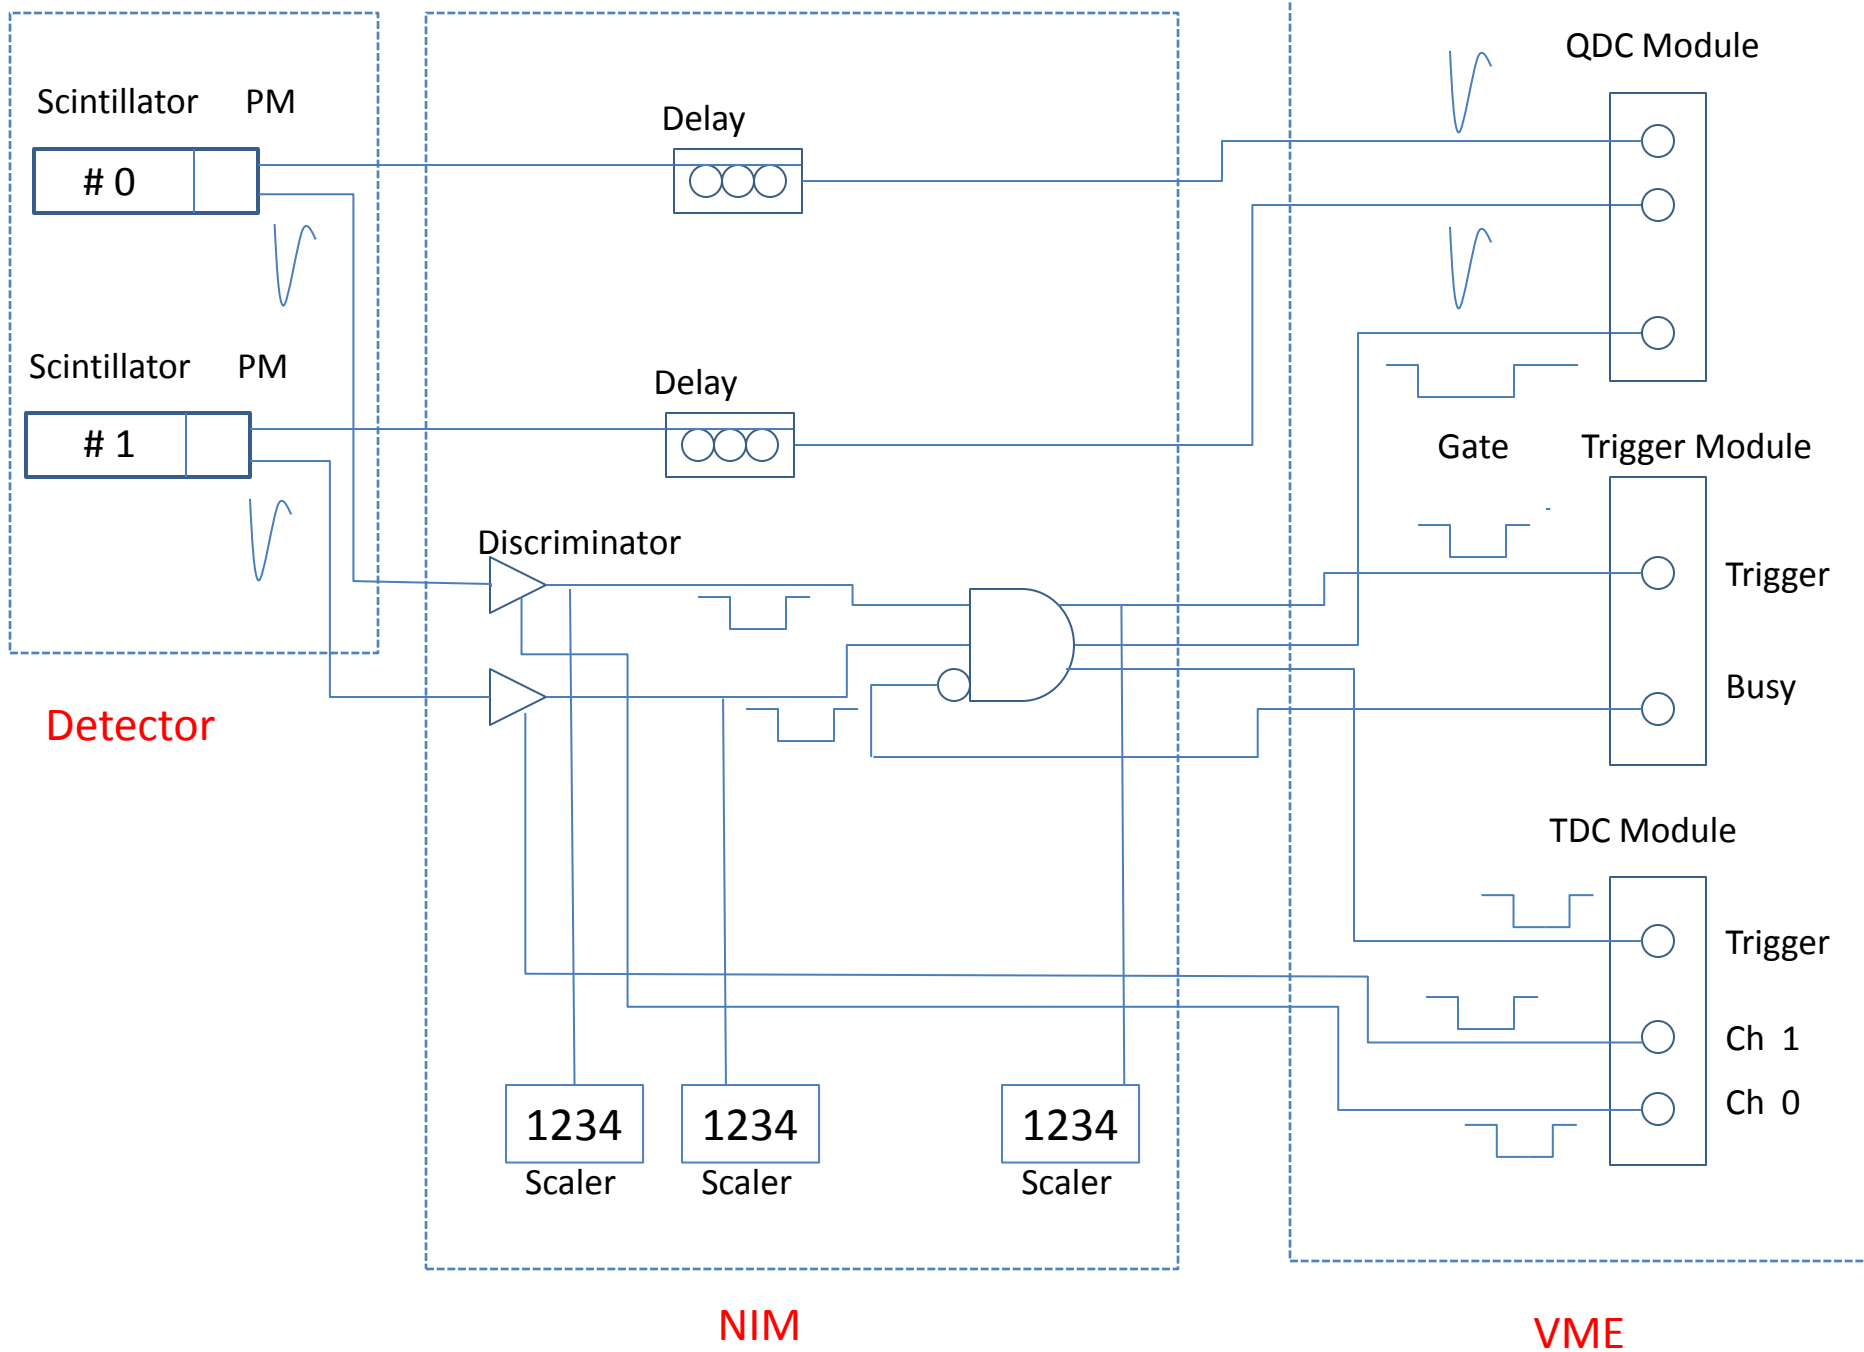 QDC Module
Scintillator PM
Delay
# 0
Scintillator PM
Delay
# 1
Gate
Trigger Module
Discriminator
Trigger
Busy
Detector
TDC Module
Trigger
Ch 1
Ch 0
1234
1234
1234
Scaler
Scaler
Scaler
NIM
VME